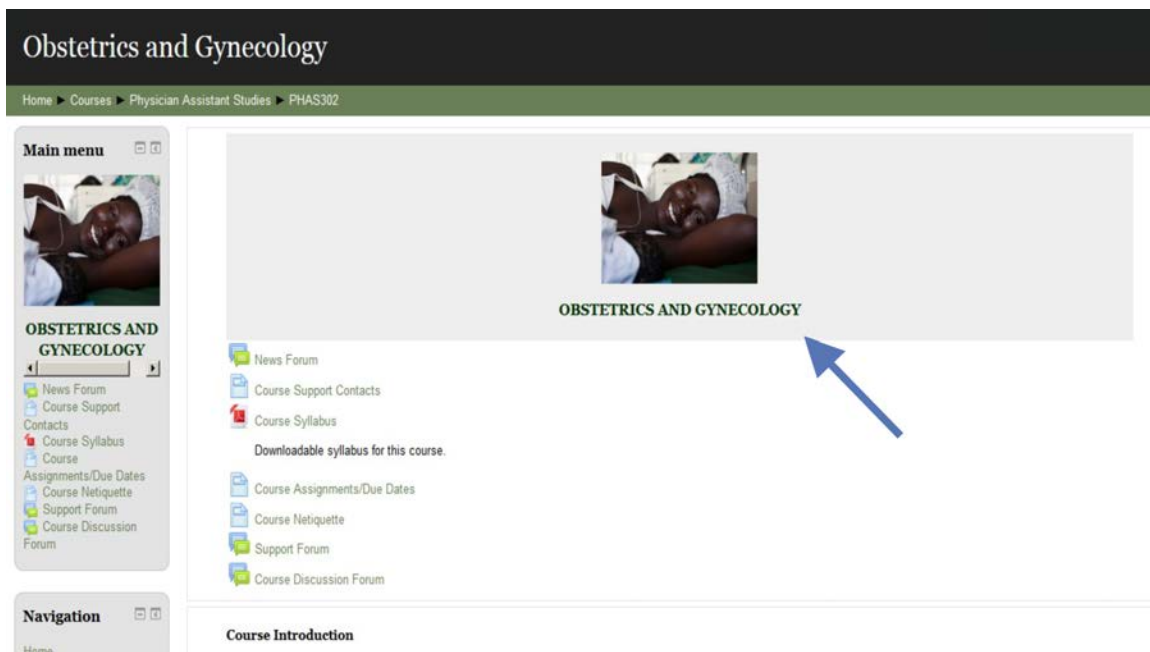 Obstetrics and Gynecology
Home ► Courses ► Physician Assistant Studies ► PHAS302
Main menu
OBSTETRICS AND
GYNECOLOGY
News Forum
Course Support
Contacts
Course Syllabus
Course
Assignments/Due Dates
Course Netiquette
Support Forum
Course Discussion
Forum
Navigation
Home
OBSTETRICS AND GYNECOLOGY
News Forum
Course Support Contacts
Course Syllabus
Downloadable syllabus for this course.
Course Assignments/Due Dates
Course Netiquette
Support Forum
Course Discussion Forum
Course Introduction